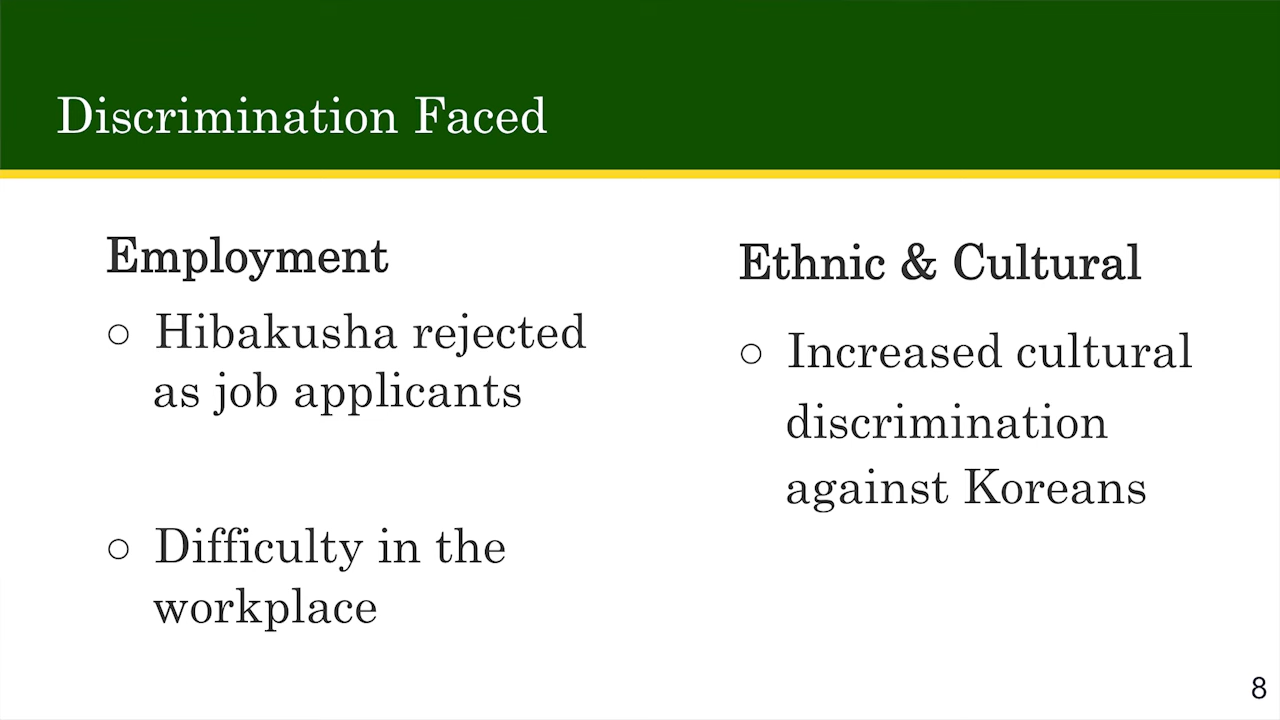 Discrimination Faced
Employment
○ Hibakusha rejected
as job applicants
○ Difficulty in the
workplace
Ethnic & Cultural
○ Increased cultural
discrimination
against Koreans
8